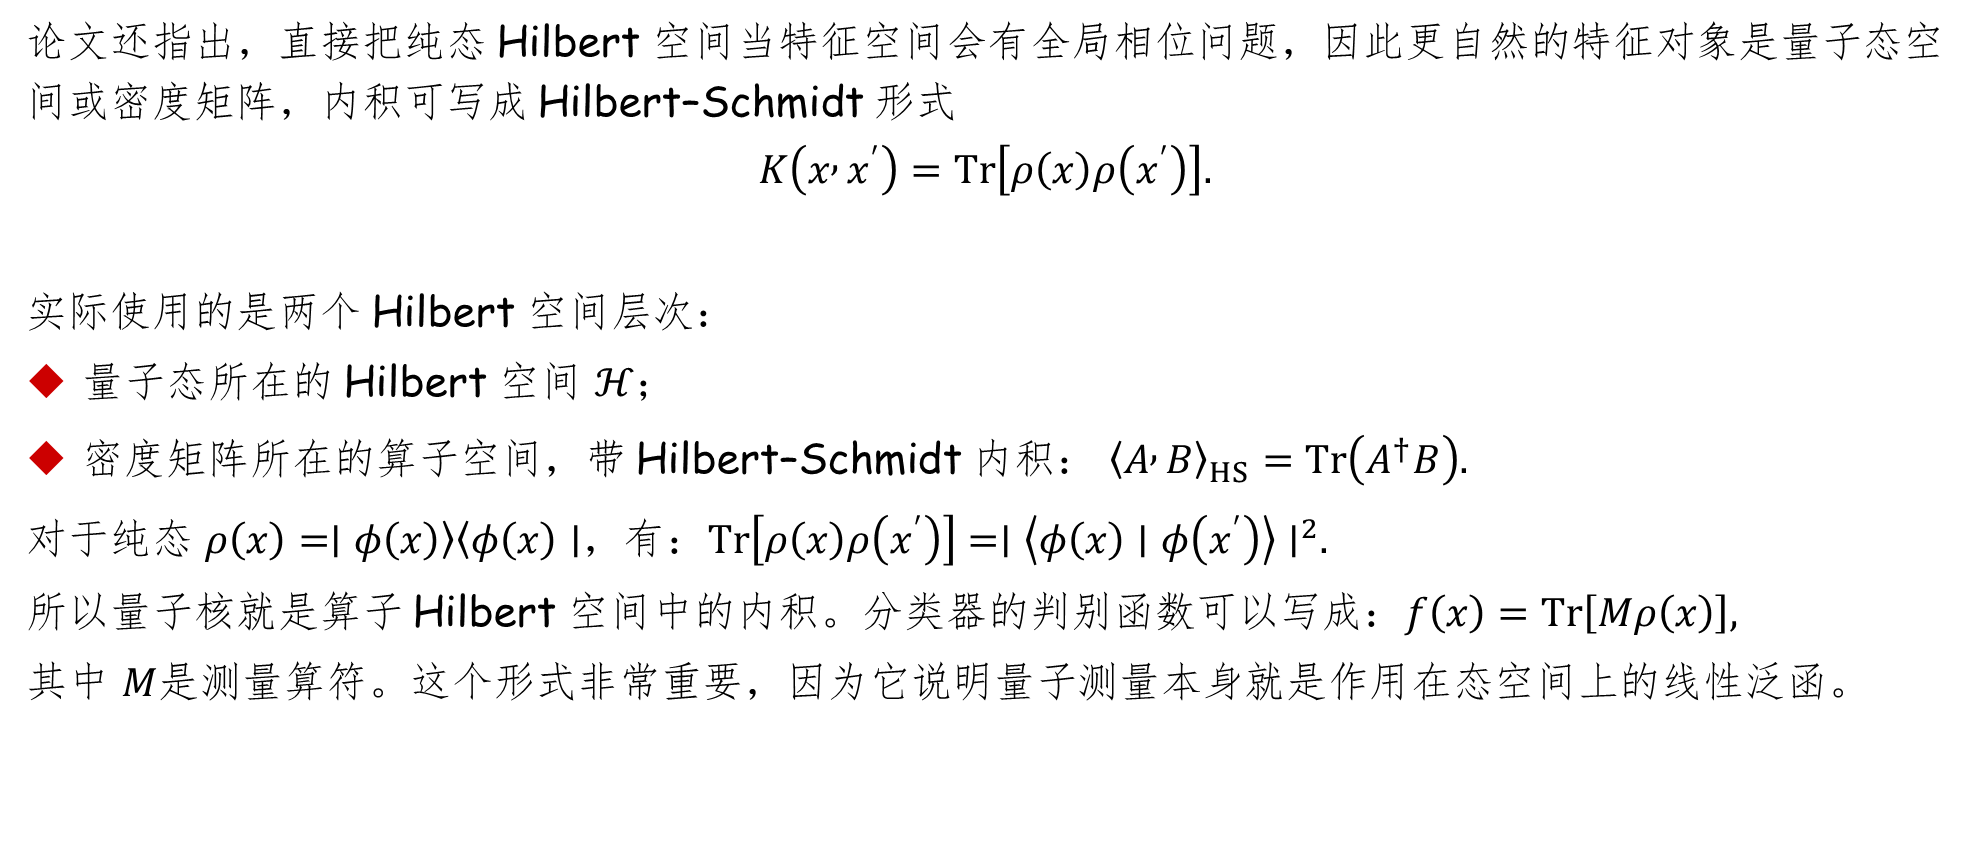 论文还指出，直接把纯态 Hilbert 空间当特征空间会有全局相位问题，因此更自然的特征对象是量子态空
间或密度矩阵，内积可写成 Hilbert-Schmidt 形式
K(x, x′) = Tr[ρ(x)ρ(x′)].
实际使用的是两个 Hilbert 空间层次：
◆ 量子态所在的 Hilbert 空间 ℋ；
◆ 密度矩阵所在的算子空间，带 Hilbert-Schmidt 内积： ⟨A, B⟩HS = Tr(A†B).
对于纯态 ρ(x) =∣ ϕ(x)⟩⟨ϕ(x) ∣，有：Tr[ρ(x)ρ(x′)] =∣ ⟨ϕ(x) ∣ ϕ(x′)⟩ ∣².
所以量子核就是算子 Hilbert 空间中的内积。分类器的判别函数可以写成：f(x) = Tr[Mρ(x)],
其中 M是测量算符。这个形式非常重要，因为它说明量子测量本身就是作用在态空间上的线性泛函。